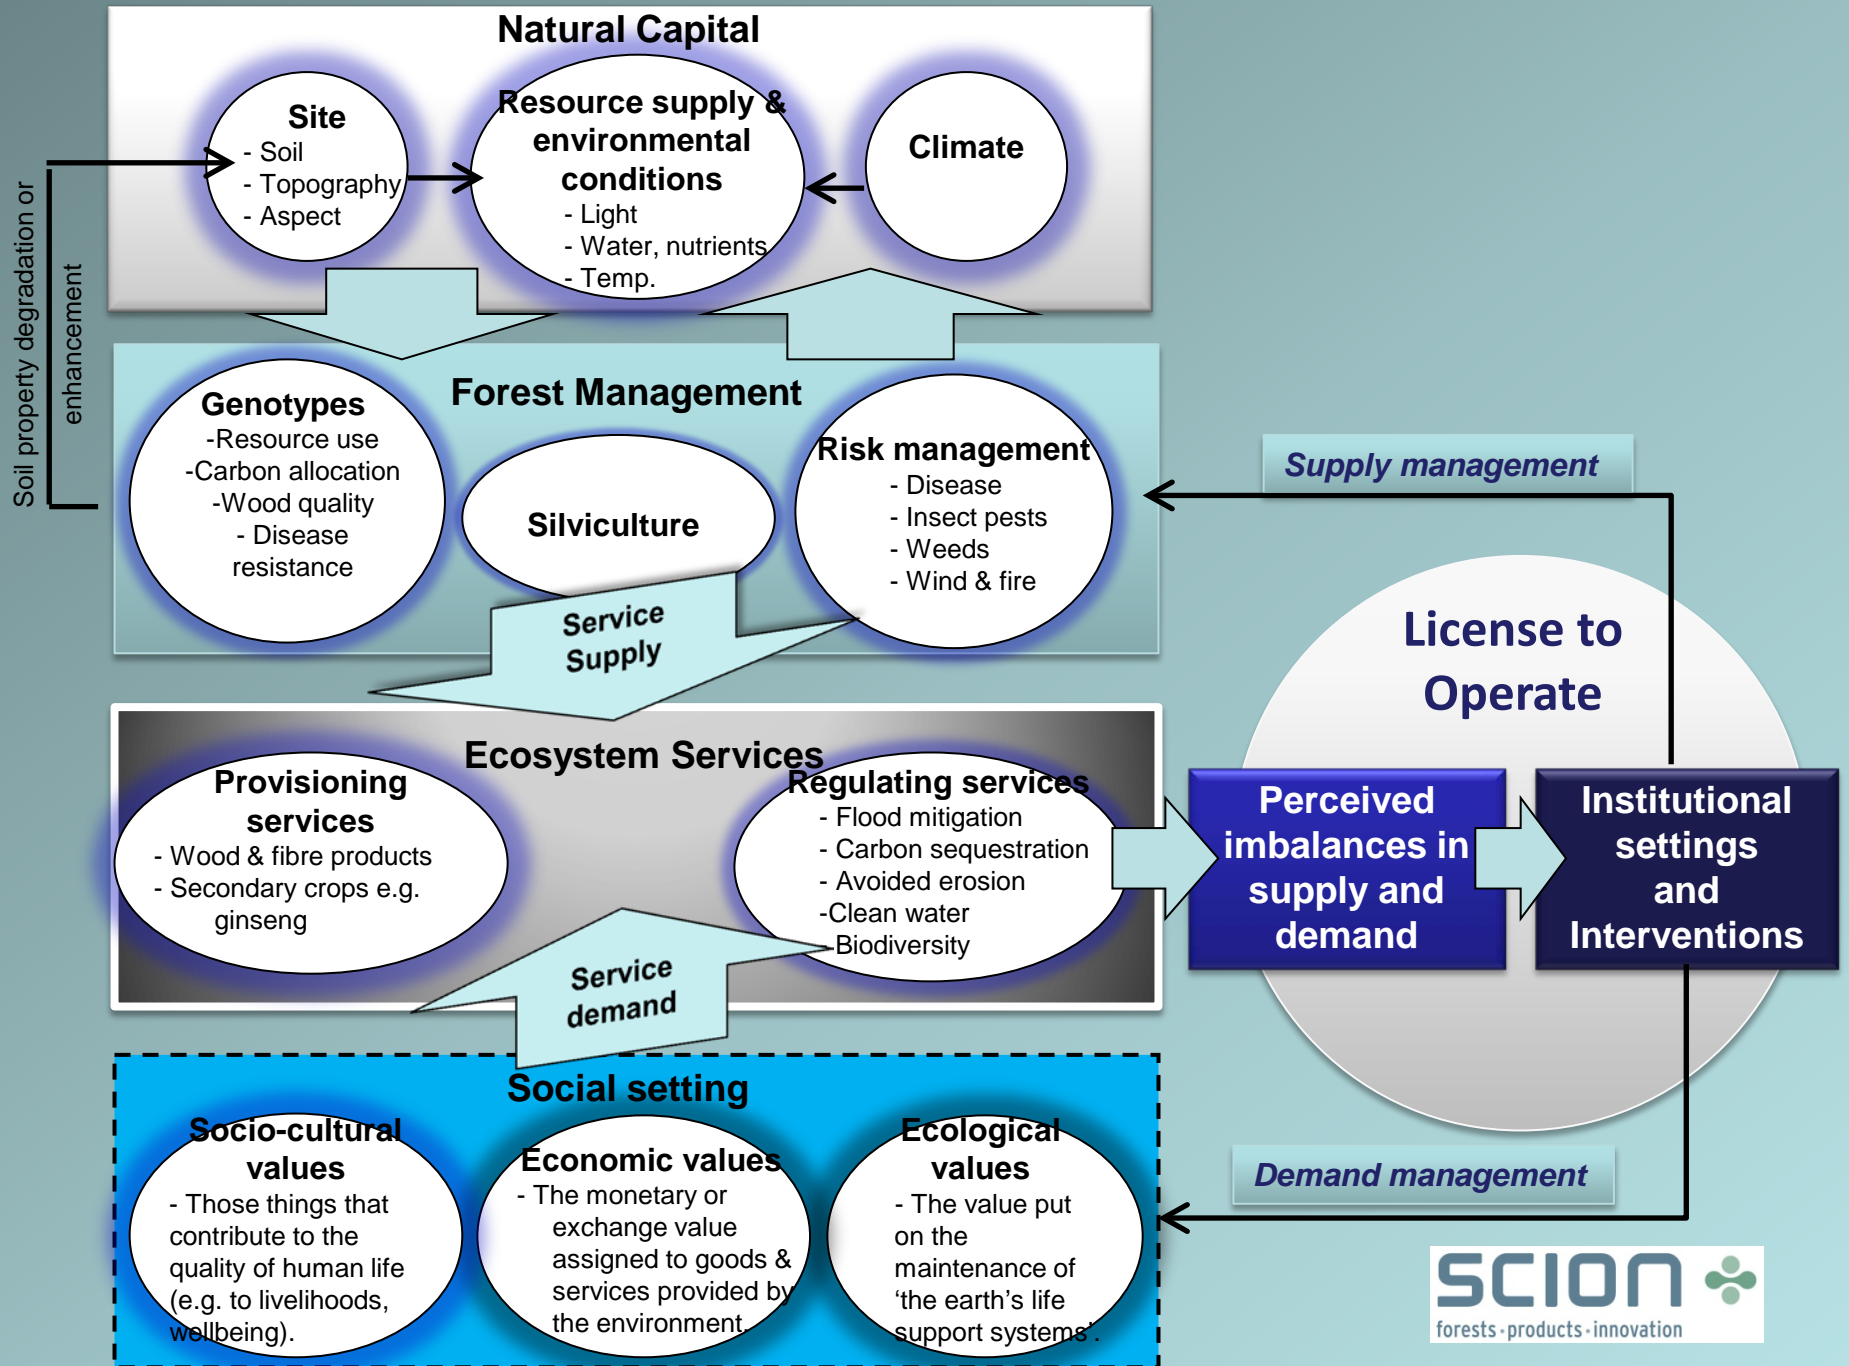 Natural Capital
Site
- Soil
- Topography
- Aspect
Resource supply &
environmental
conditions
- Light
- Water, nutrients
- Temp.
Climate
Soil property degradation or
enhancement
Forest Management
Genotypes
-Resource use
-Carbon allocation
-Wood quality
- Disease
resistance
Silviculture
Risk management
- Disease
- Insect pests
- Weeds
- Wind & fire
Supply management
Service
Supply
License to
Operate
Ecosystem Services
Provisioning
services
- Wood & fibre products
- Secondary crops e.g.
ginseng
Regulating services
- Flood mitigation
- Carbon sequestration
- Avoided erosion
-Clean water
-Biodiversity
Perceived
imbalances in
supply and
demand
Institutional
settings
and
Interventions
Service
demand
Social setting
Socio-cultural
values
- Those things that
contribute to the
quality of human life
(e.g. to livelihoods,
wellbeing).
Economic values
- The monetary or
exchange value
assigned to goods &
services provided by
the environment.
Ecological
values
- The value put
on the
maintenance of
‘the earth’s life
support systems’.
Demand management
SCION
forests·products·innovation